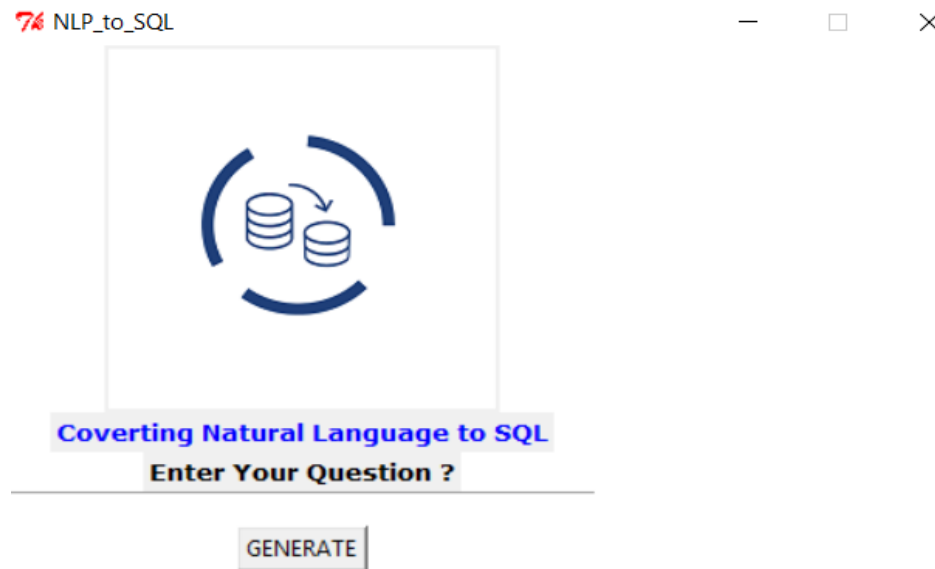 NLP_to_SQL
Coverting Natural Language to SQL
Enter Your Question ?
GENERATE